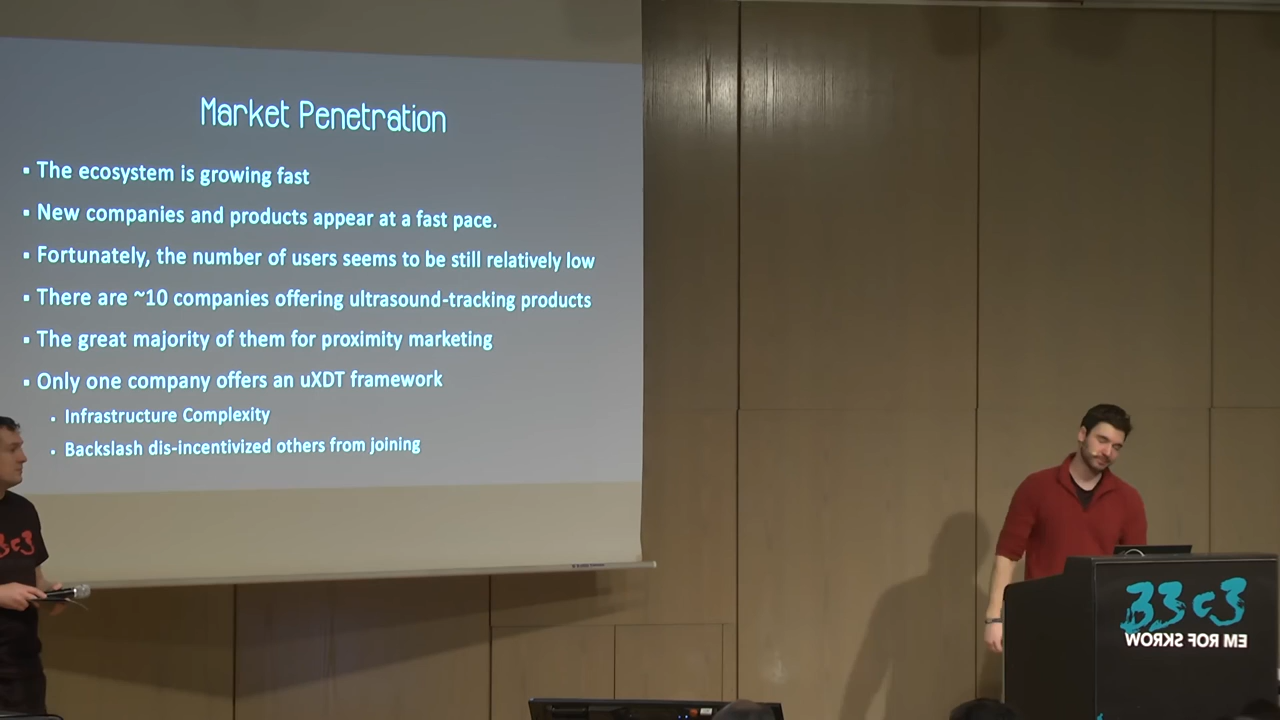 Market Penetration
▪ The ecosystem is growing fast
▪ New companies and products appear at a fast pace.
▪ Fortunately, the number of users seems to be still relatively low
▪ There are ~10 companies offering ultrasound-tracking products
▪ The great majority of them for proximity marketing
▪ Only one company offers an uXDT framework
▪ Infrastructure Complexity
▪ Backslash dis-incentivized others from joining
33c3
33c3
WORKS FOR ME